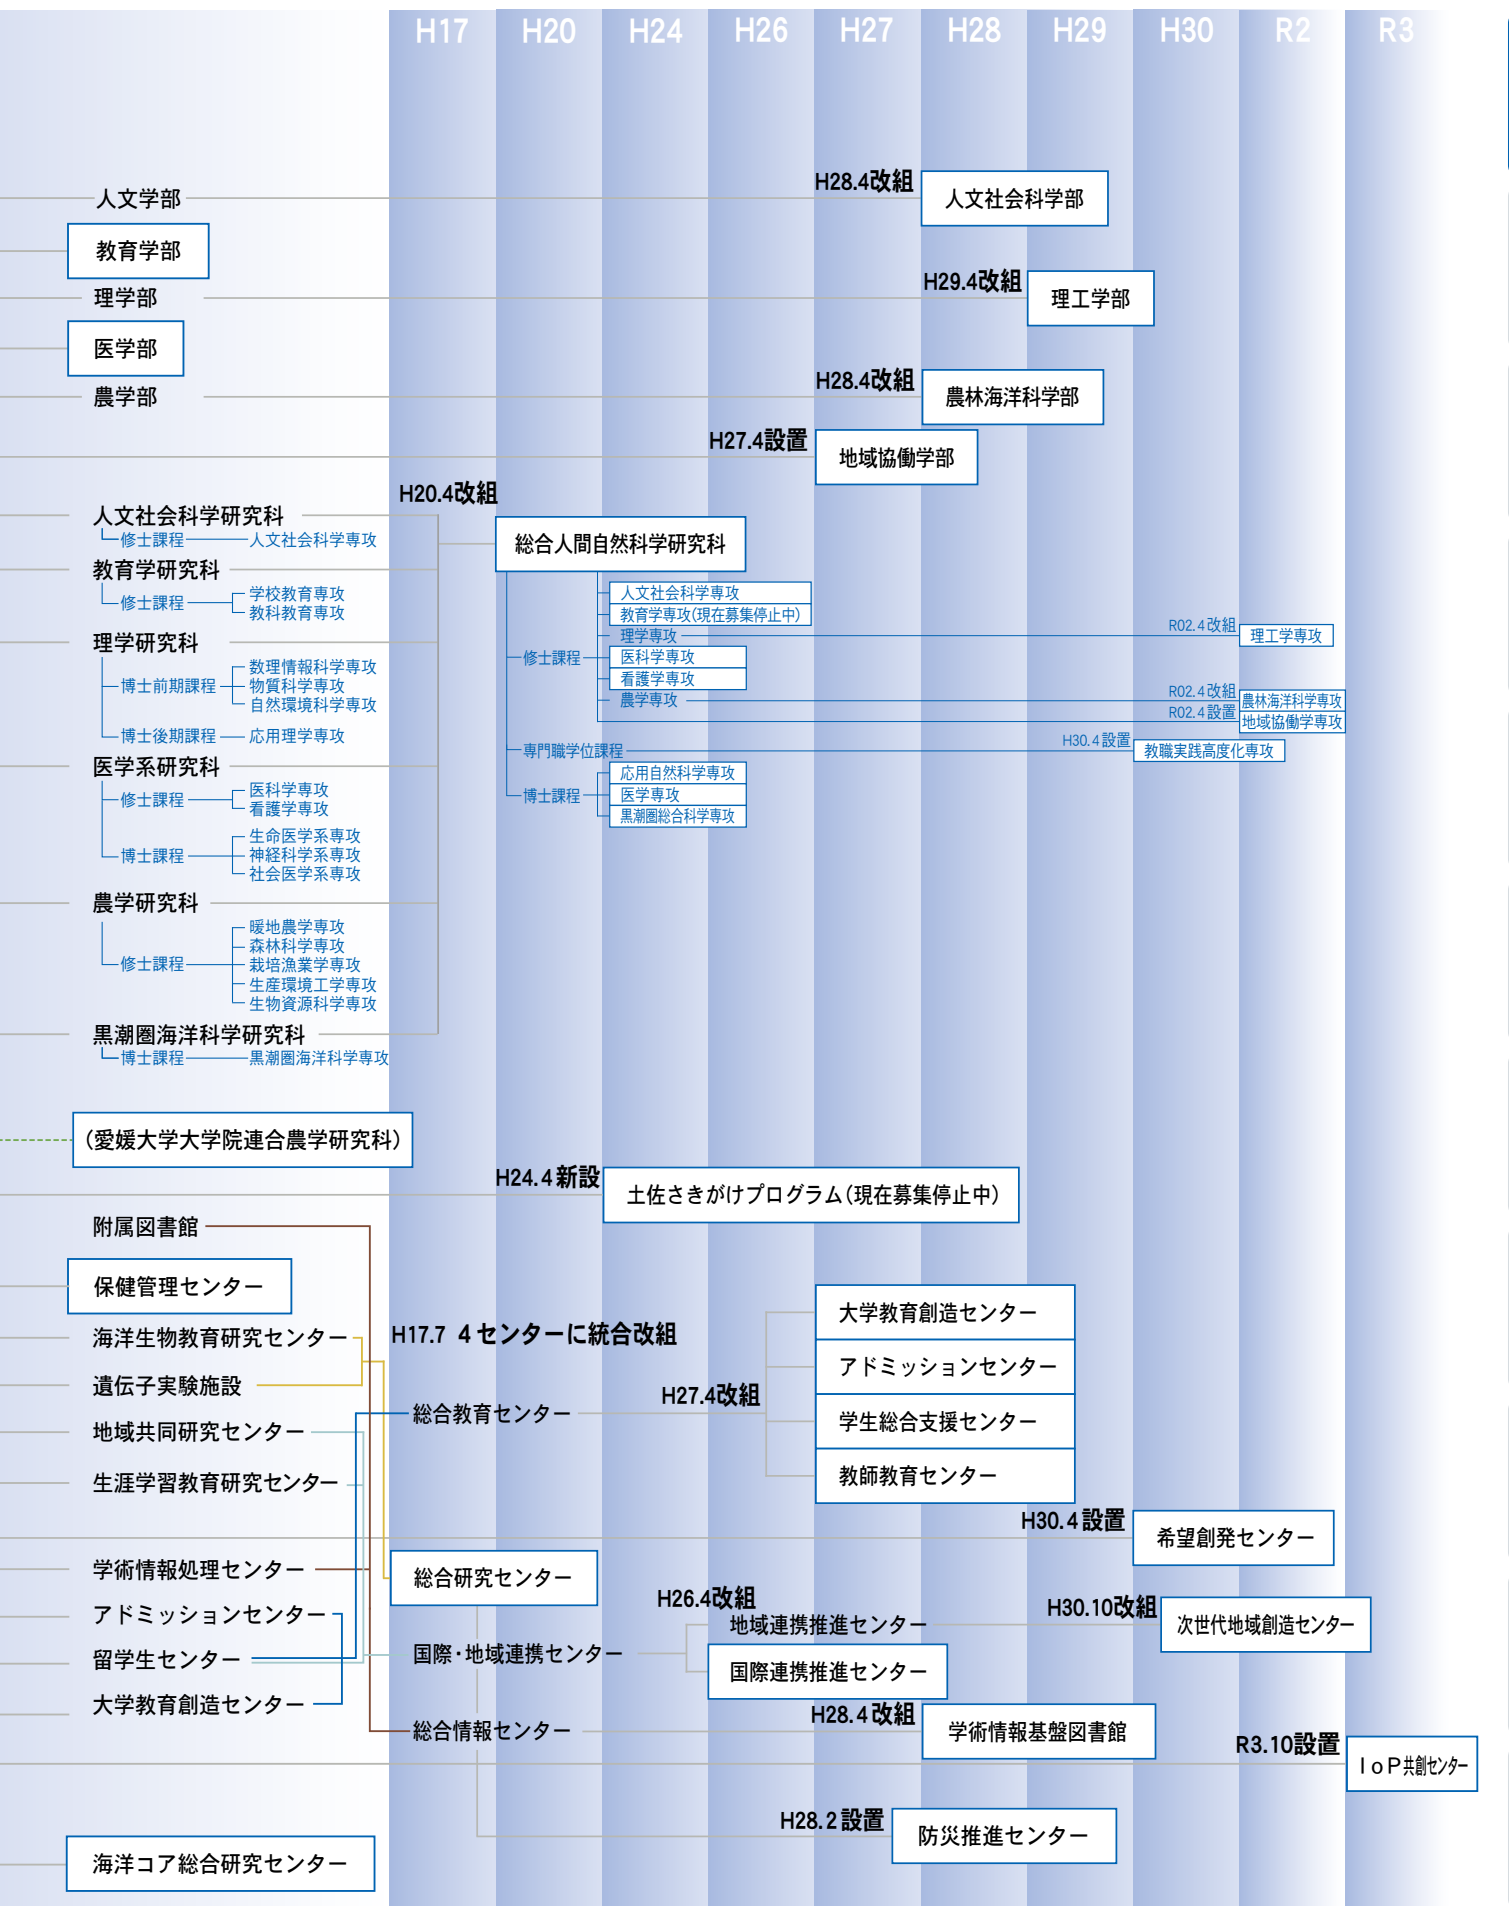 H17 H20 H24 H26 H27 H28 H29 H30 R2 R3
人文学部
H28.4改組
人文社会科学部
教育学部
理学部
H29.4改組
理工学部
医学部
農学部
H28.4改組
農林海洋科学部
H27.4設置
地域協働学部
H20.4改組
人文社会科学研究科
修士課程
人文社会科学専攻
教育学研究科
修士課程
学校教育専攻
教科教育専攻
理学研究科
博士前期課程
数理情報科学専攻
物質科学専攻
自然環境科学専攻
博士後期課程
応用理学専攻
医学系研究科
修士課程
医科学専攻
看護学専攻
博士課程
生命医学系専攻
神経科学系専攻
社会医学系専攻
農学研究科
修士課程
暖地農学専攻
森林科学専攻
栽培漁業学専攻
生産環境工学専攻
生物資源科学専攻
黒潮圏海洋科学研究科
博士課程
黒潮圏海洋科学専攻
総合人間自然科学研究科
修士課程
人文社会科学専攻
教育学専攻(現在募集停止中)
理学専攻
R02.4改組
理工学専攻
医科学専攻
看護学専攻
農学専攻
R02.4改組
農林海洋科学専攻
R02.4設置
地域協働学専攻
専門職学位課程
H30.4設置
教職実践高度化専攻
博士課程
応用自然科学専攻
医学専攻
黒潮圏総合科学専攻
(愛媛大学大学院連合農学研究科)
H24.4新設
土佐さきがけプログラム(現在募集停止中)
附属図書館
保健管理センター
海洋生物教育研究センター
遺伝子実験施設
地域共同研究センター
生涯学習教育研究センター
学術情報処理センター
アドミッションセンター
留学生センター
大学教育創造センター
H17.7 4センターに統合改組
総合教育センター
H27.4改組
大学教育創造センター
アドミッションセンター
学生総合支援センター
教師教育センター
H30.4設置
希望創発センター
総合研究センター
H26.4改組
国際・地域連携センター
地域連携推進センター
H30.10改組
次世代地域創造センター
国際連携推進センター
総合情報センター
H28.4改組
学術情報基盤図書館
R3.10設置
IoP共創センター
H28.2設置
防災推進センター
海洋コア総合研究センター